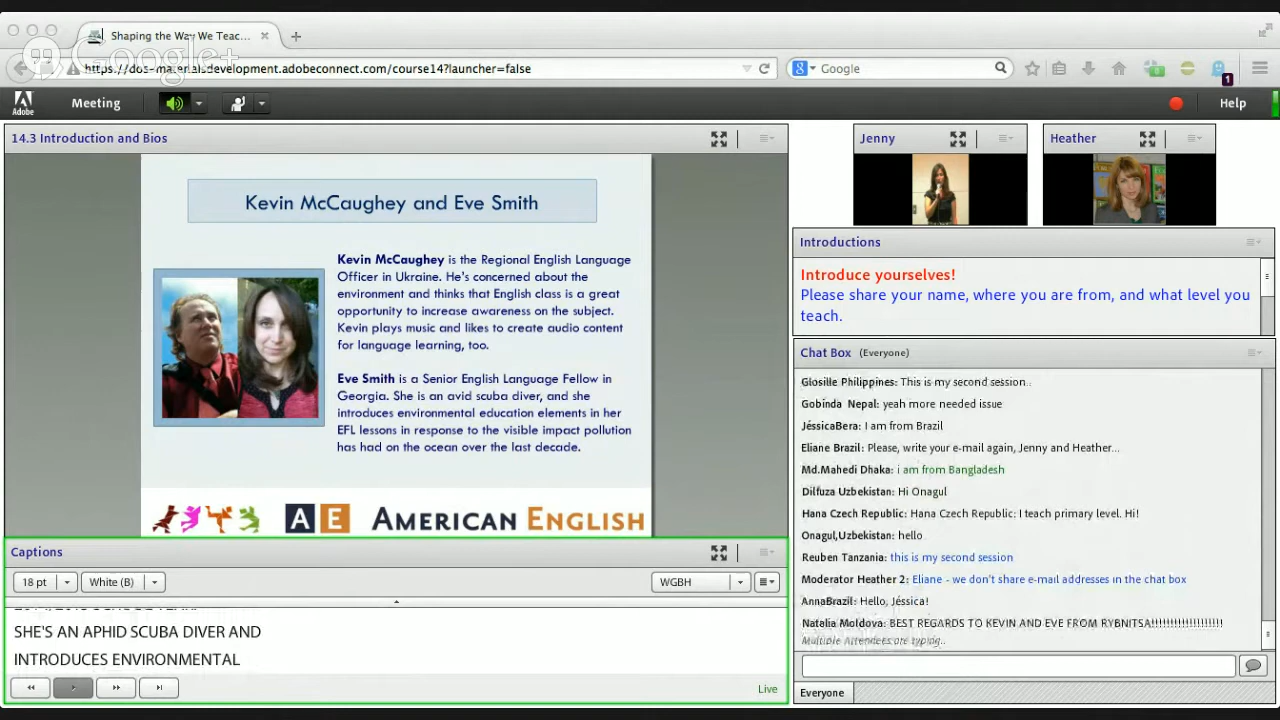 Shaping the Way We Teac...
Google+
https://dos-materialsdevelopment.adobeconnect.com/course14?launcher=false
Google
1
Adobe
Meeting
Help
14.3 Introduction and Bios
Jenny
Heather
Kevin McCaughey and Eve Smith
Kevin McCaughey is the Regional English Language
Officer in Ukraine. He's concerned about the
environment and thinks that English class is a great
opportunity to increase awareness on the subject.
Kevin plays music and likes to create audio content
for language learning, too.
Eve Smith is a Senior English Language Fellow in
Georgia. She is an avid scuba diver, and she
introduces environmental education elements in her
EFL lessons in response to the visible impact pollution
has had on the ocean over the last decade.
AE AMERICAN ENGLISH
Introductions
Introduce yourselves!
Please share your name, where you are from, and what level you
teach.
Chat Box (Everyone)
Glosille Philippines: This is my second session..
Gobinda Nepal: yeah more needed issue
JéssicaBera: I am from Brazil
Eliane Brazil: Please, write your e-mail again, Jenny and Heather...
Md.Mahedi Dhaka: i am from Bangladesh
Dilfuza Uzbekistan: Hi Onagul
Hana Czech Republic: Hana Czech Republic: I teach primary level. Hi!
Onagul,Uzbekistan: hello
Reuben Tanzania: this is my second session
Moderator Heather 2: Eliane - we don't share e-mail addresses in the chat box
AnnaBrazil: Hello, Jéssica!
Natalia Moldova: BEST REGARDS TO KEVIN AND EVE FROM RYBNITSA!!!!!!!!!!!!!!!!!!!
Multiple Attendees are typing..
Everyone
Captions
18 pt
White (B)
WGBH
SHE'S AN APHID SCUBA DIVER AND
INTRODUCES ENVIRONMENTAL
Live